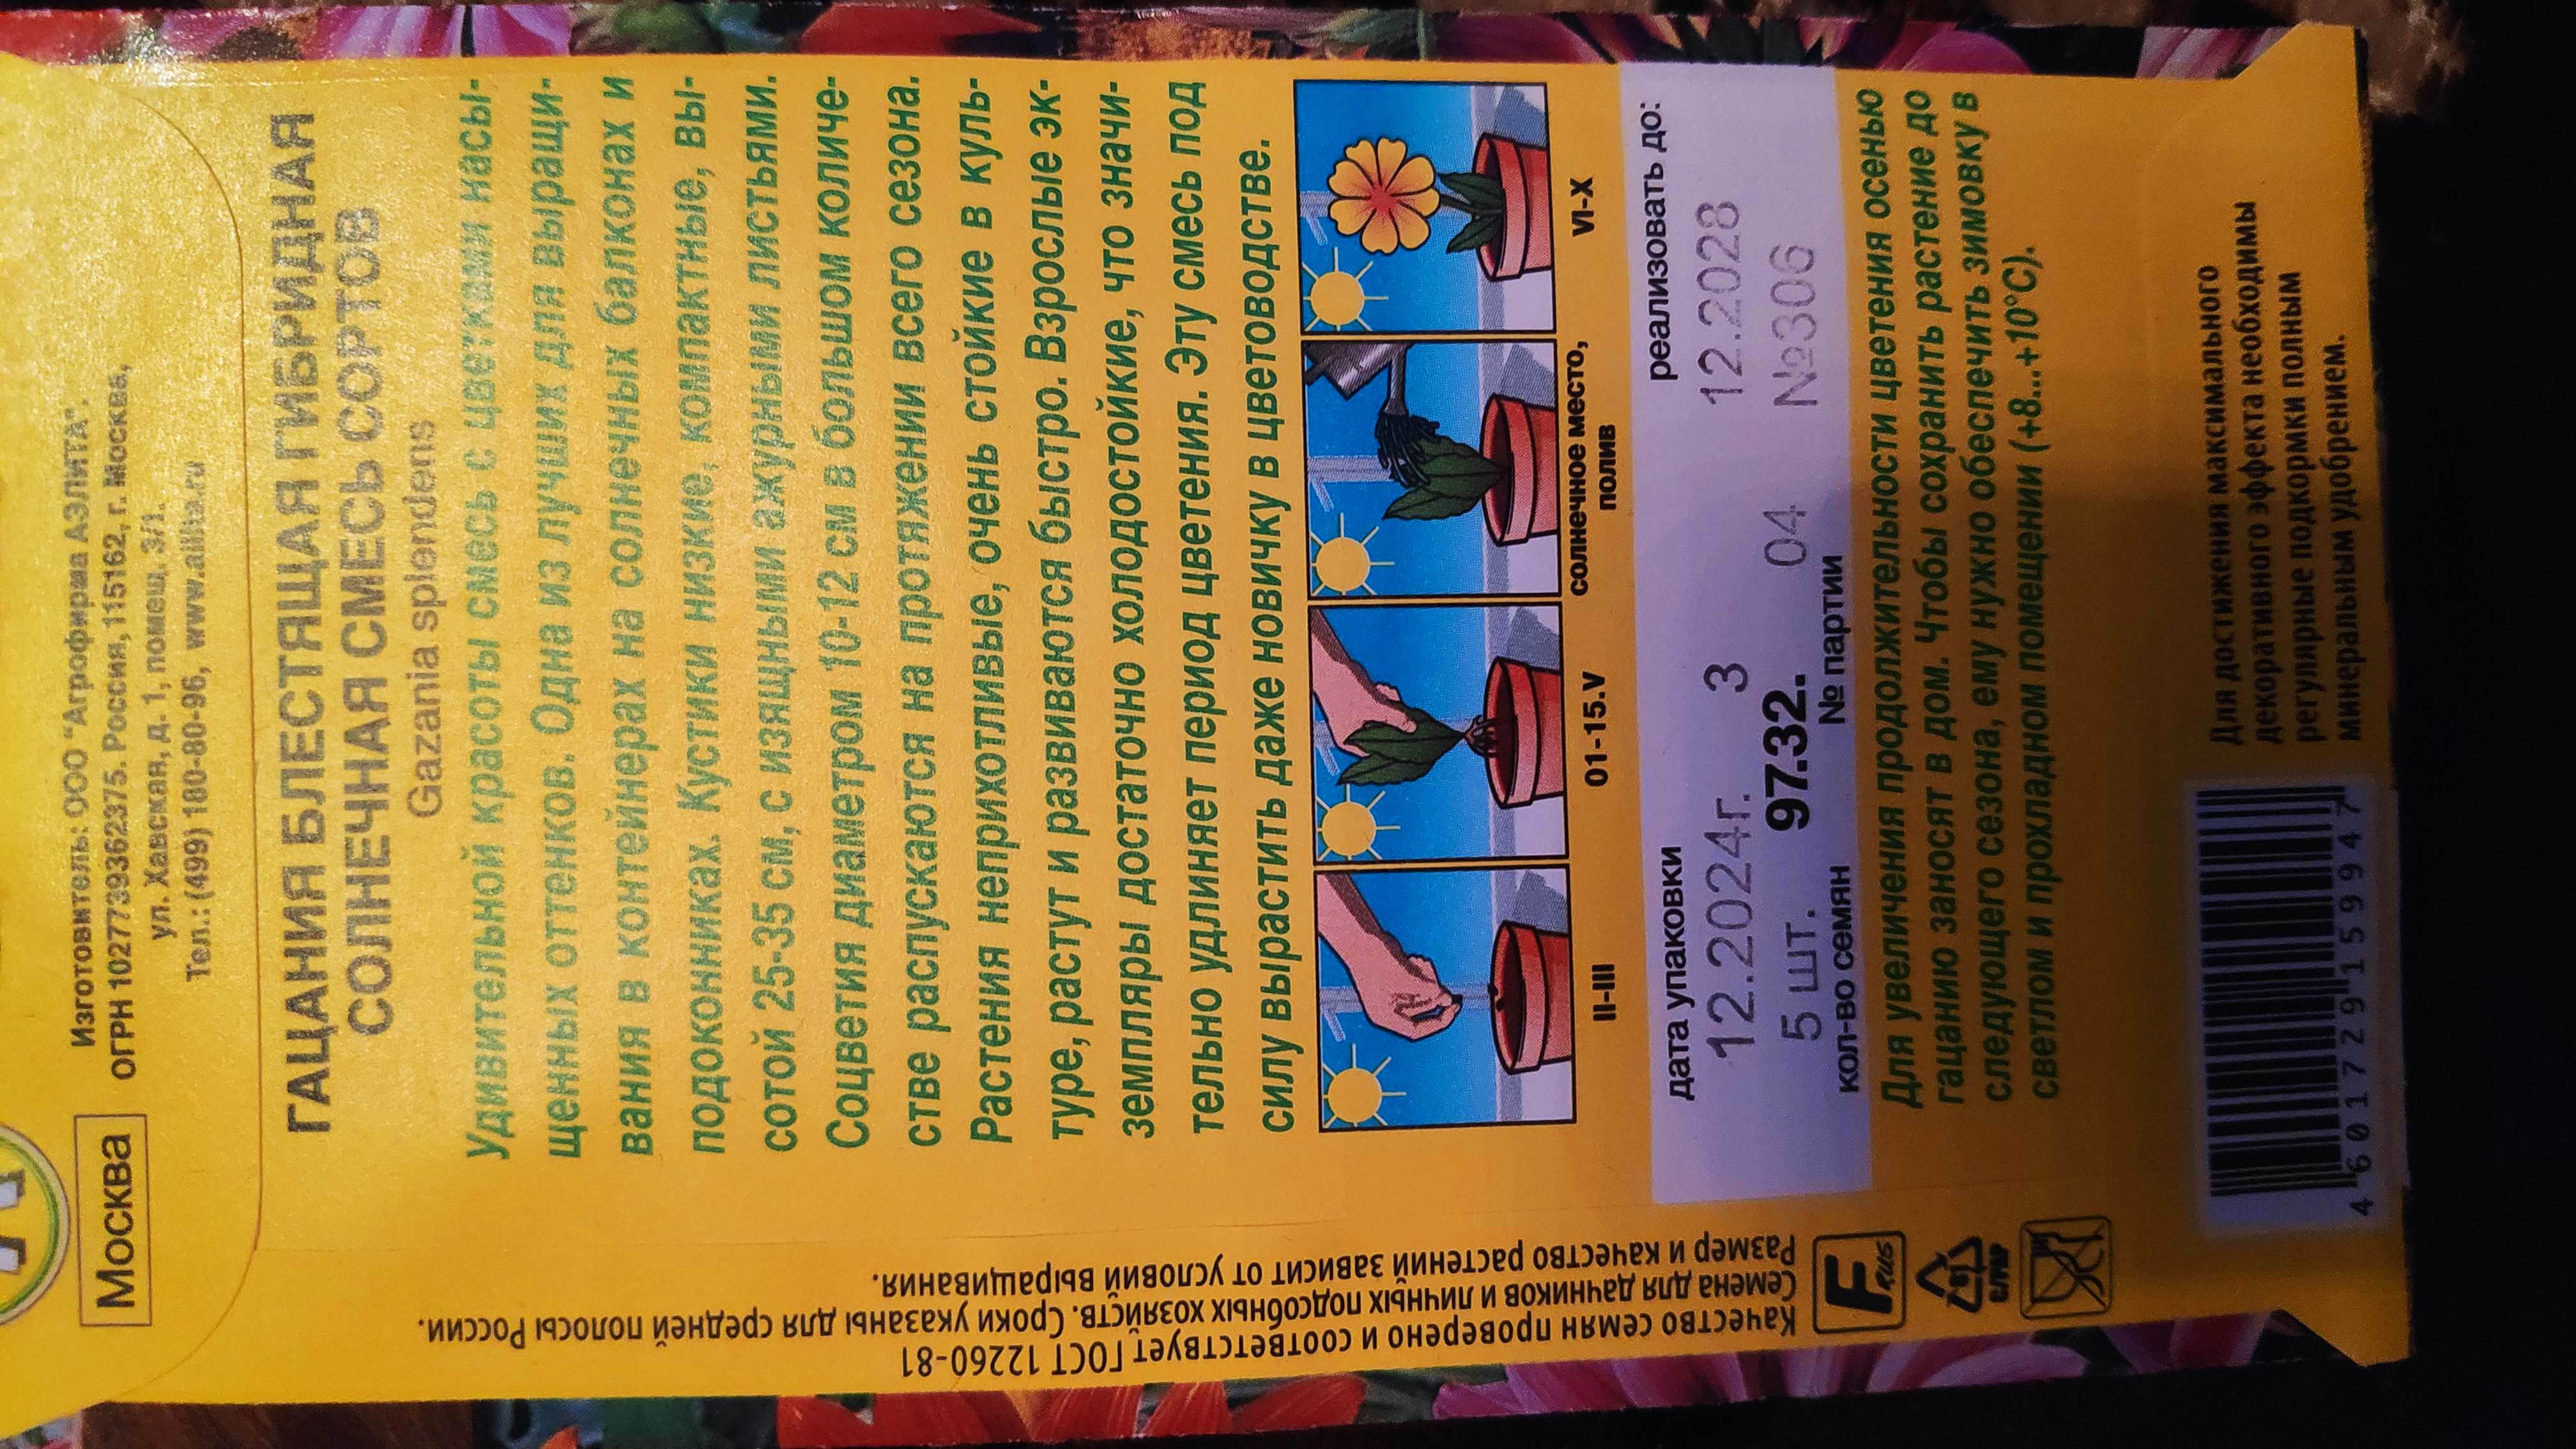 Москва
Изготовитель: ООО "Агрофирма АЭЛИТА".
ОГРН 1027739362375. Россия, 115162, г. Москва,
ул. Хавская, д. 1, помещ. 3/1.
Тел.: (499) 180-80-96, www.ailita.ru
ГАЦАНИЯ БЛЕСТЯЩАЯ ГИБРИДНАЯ
СОЛНЕЧНАЯ СМЕСЬ СОРТОВ
Gazania splendens
Удивительной красоты смесь с цветками насы-
щенных оттенков. Одна из лучших для выращи-
вания в контейнерах на солнечных балконах и
подоконниках. Кустики низкие, компактные, вы-
сотой 25-35 см, с изящными ажурными листьями.
Соцветия диаметром 10-12 см в большом количе-
стве распускаются на протяжении всего сезона.
Растения неприхотливые, очень стойкие в куль-
туре, растут и развиваются быстро. Взрослые эк-
земпляры достаточно холодостойкие, что значи-
тельно удлиняет период цветения. Эту смесь под
силу вырастить даже новичку в цветоводстве.
II-III
01-15.V
солнечное место,
полив
VI-X
дата упаковки
реализовать до:
12.2024г. 3
12.2028
5 шт. 97.32. 04 №306
кол-во семян № партии
Для увеличения продолжительности цветения осенью
гацанию заносят в дом. Чтобы сохранить растение до
следующего сезона, ему нужно обеспечить зимовку в
светлом и прохладном помещении (+8...+10°С).
Для достижения максимального
декоративного эффекта необходимы
регулярные подкормки полным
минеральным удобрением.
4 601729 159947
Качество семян проверено и соответствует ГОСТ 12260-81
Семена для дачников и личных подсобных хозяйств. Сроки указаны для средней полосы России.
Размер и качество растений зависит от условий выращивания.
F RUS
81